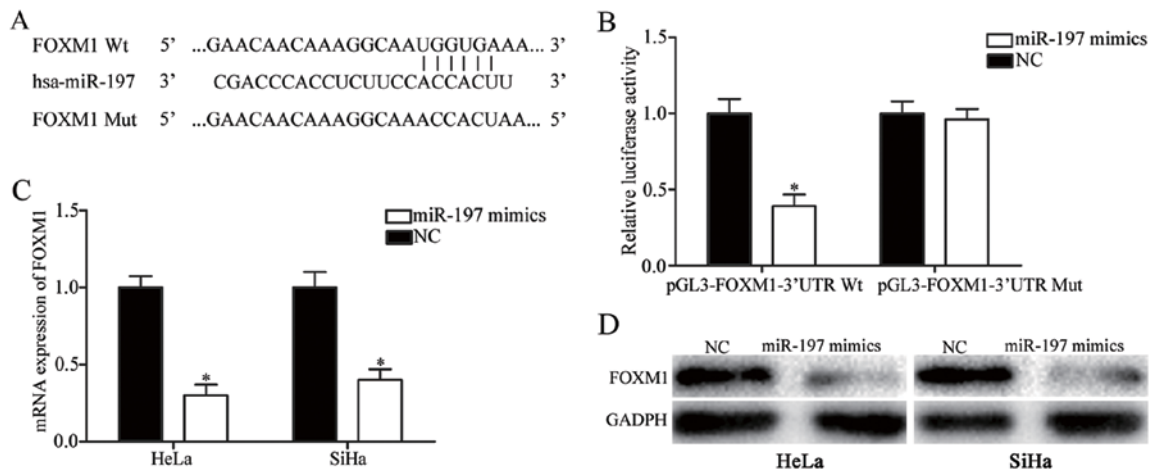 A
FOXM1 Wt 5’ ...GAACAACAAAGGCAAUGGUGAAA... 3’
hsa-miR-197 3’ CGACCCACCUCUUCCACCACUU 3’
FOXM1 Mut 5’ ...GAACAACAAAGGCAAACCACUAA... 5’
B
Relative luciferase activity
1.5
1.0
0.5
0.0
miR-197 mimics
NC
*
pGL3-FOXM1-3’UTR Wt pGL3-FOXM1-3’UTR Mut
C
mRNA expression of FOXM1
1.5
1.0
0.5
0.0
miR-197 mimics
NC
* *
HeLa SiHa
D
NC miR-197 mimics NC miR-197 mimics
FOXM1
GADPH
HeLa SiHa